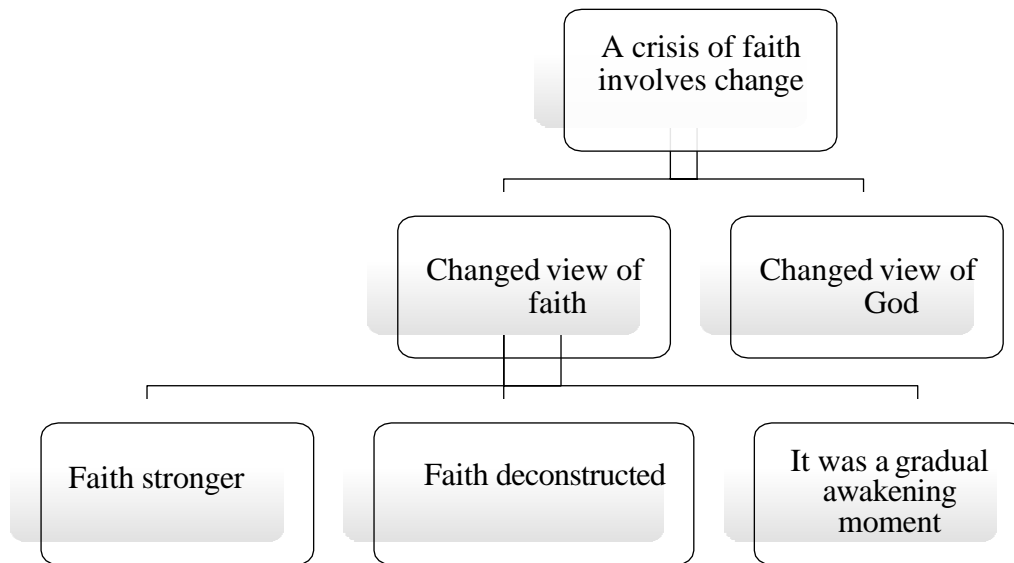 A crisis of faith
involves change
Changed view of
faith
Changed view of
God
Faith stronger
Faith deconstructed
It was a gradual
awakening
moment